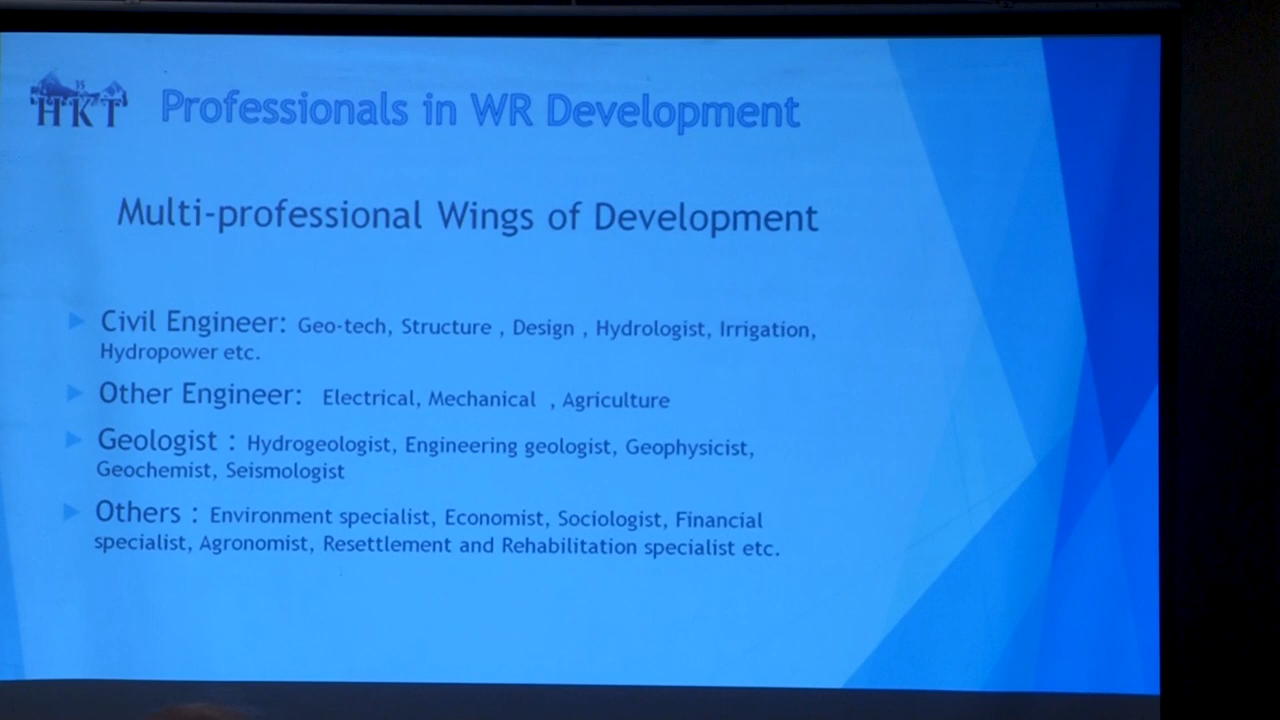 15
HKT
Professionals in WR Development
Multi-professional Wings of Development
Civil Engineer: Geo-tech, Structure , Design , Hydrologist, Irrigation,
Hydropower etc.
Other Engineer: Electrical, Mechanical , Agriculture
Geologist : Hydrogeologist, Engineering geologist, Geophysicist,
Geochemist, Seismologist
Others : Environment specialist, Economist, Sociologist, Financial
specialist, Agronomist, Resettlement and Rehabilitation specialist etc.